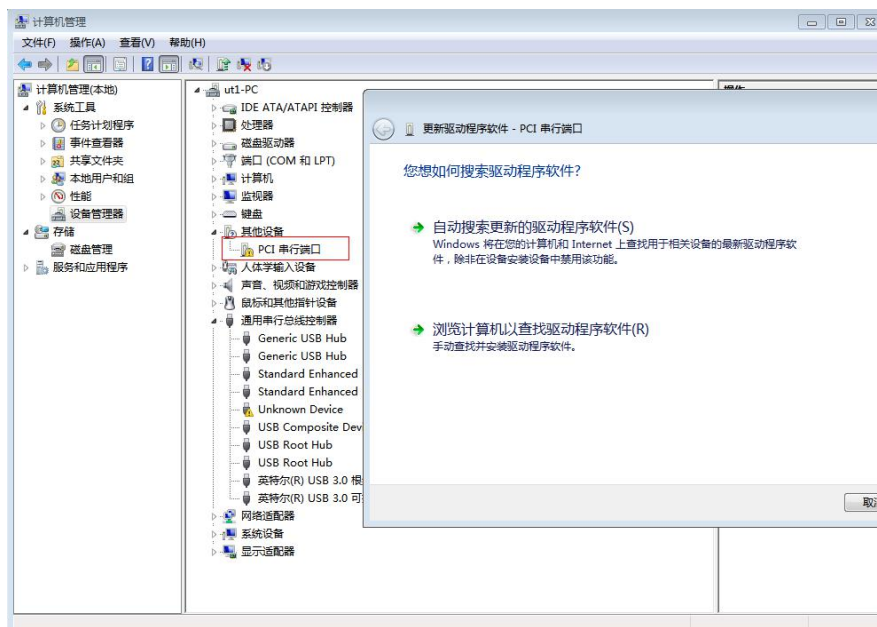 计算机管理
文件(F) 操作(A) 查看(V) 帮助(H)
计算机管理(本地)
系统工具
任务计划程序
事件查看器
共享文件夹
本地用户和组
性能
设备管理器
存储
磁盘管理
服务和应用程序
ut1-PC
IDE ATA/ATAPI 控制器
处理器
磁盘驱动器
端口 (COM 和 LPT)
计算机
监视器
键盘
其他设备
PCI 串行端口
人体学输入设备
声音、视频和游戏控制器
鼠标和其他指针设备
通用串行总线控制器
Generic USB Hub
Generic USB Hub
Standard Enhanced
Standard Enhanced
Unknown Device
USB Composite Dev
USB Root Hub
USB Root Hub
英特尔(R) USB 3.0 根
英特尔(R) USB 3.0 可
网络适配器
系统设备
显示适配器
更新驱动程序软件 - PCI 串行端口
您想如何搜索驱动程序软件?
自动搜索更新的驱动程序软件(S)
Windows 将在您的计算机和 Internet 上查找用于相关设备的最新驱动程序软
件，除非在设备安装设备中禁用该功能。
浏览计算机以查找驱动程序软件(R)
手动查找并安装驱动程序软件。